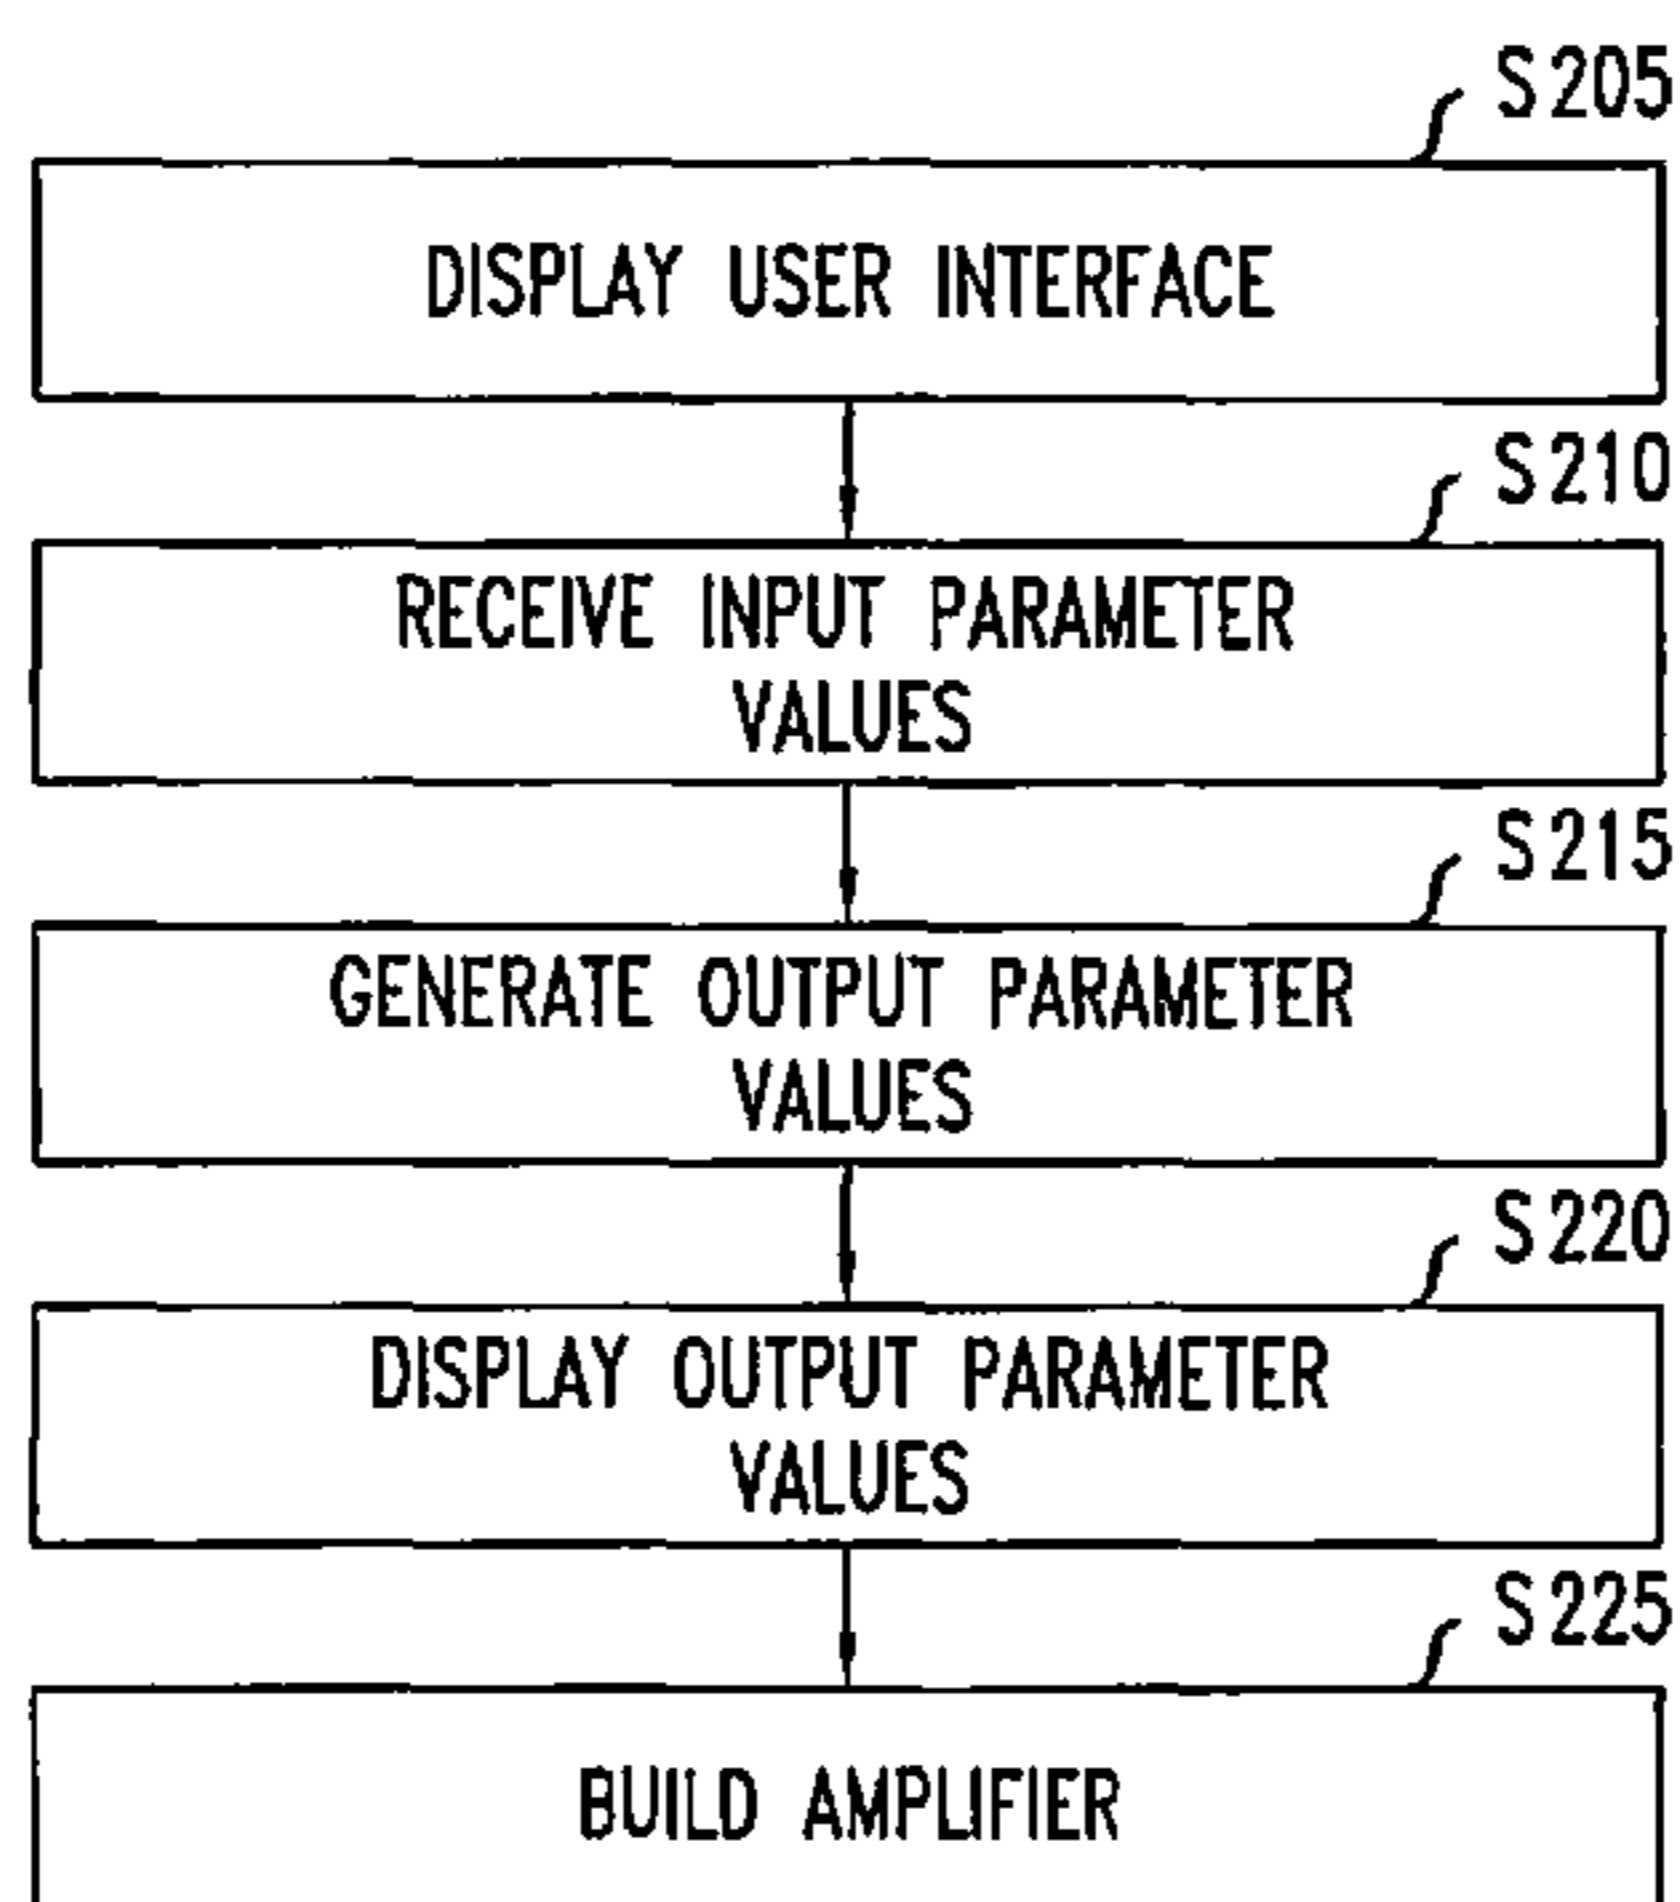 S205
DISPLAY USER INTERFACE
S210
RECEIVE INPUT PARAMETER
VALUES
S215
GENERATE OUTPUT PARAMETER
VALUES
S220
DISPLAY OUTPUT PARAMETER
VALUES
S225
BUILD AMPLIFIER